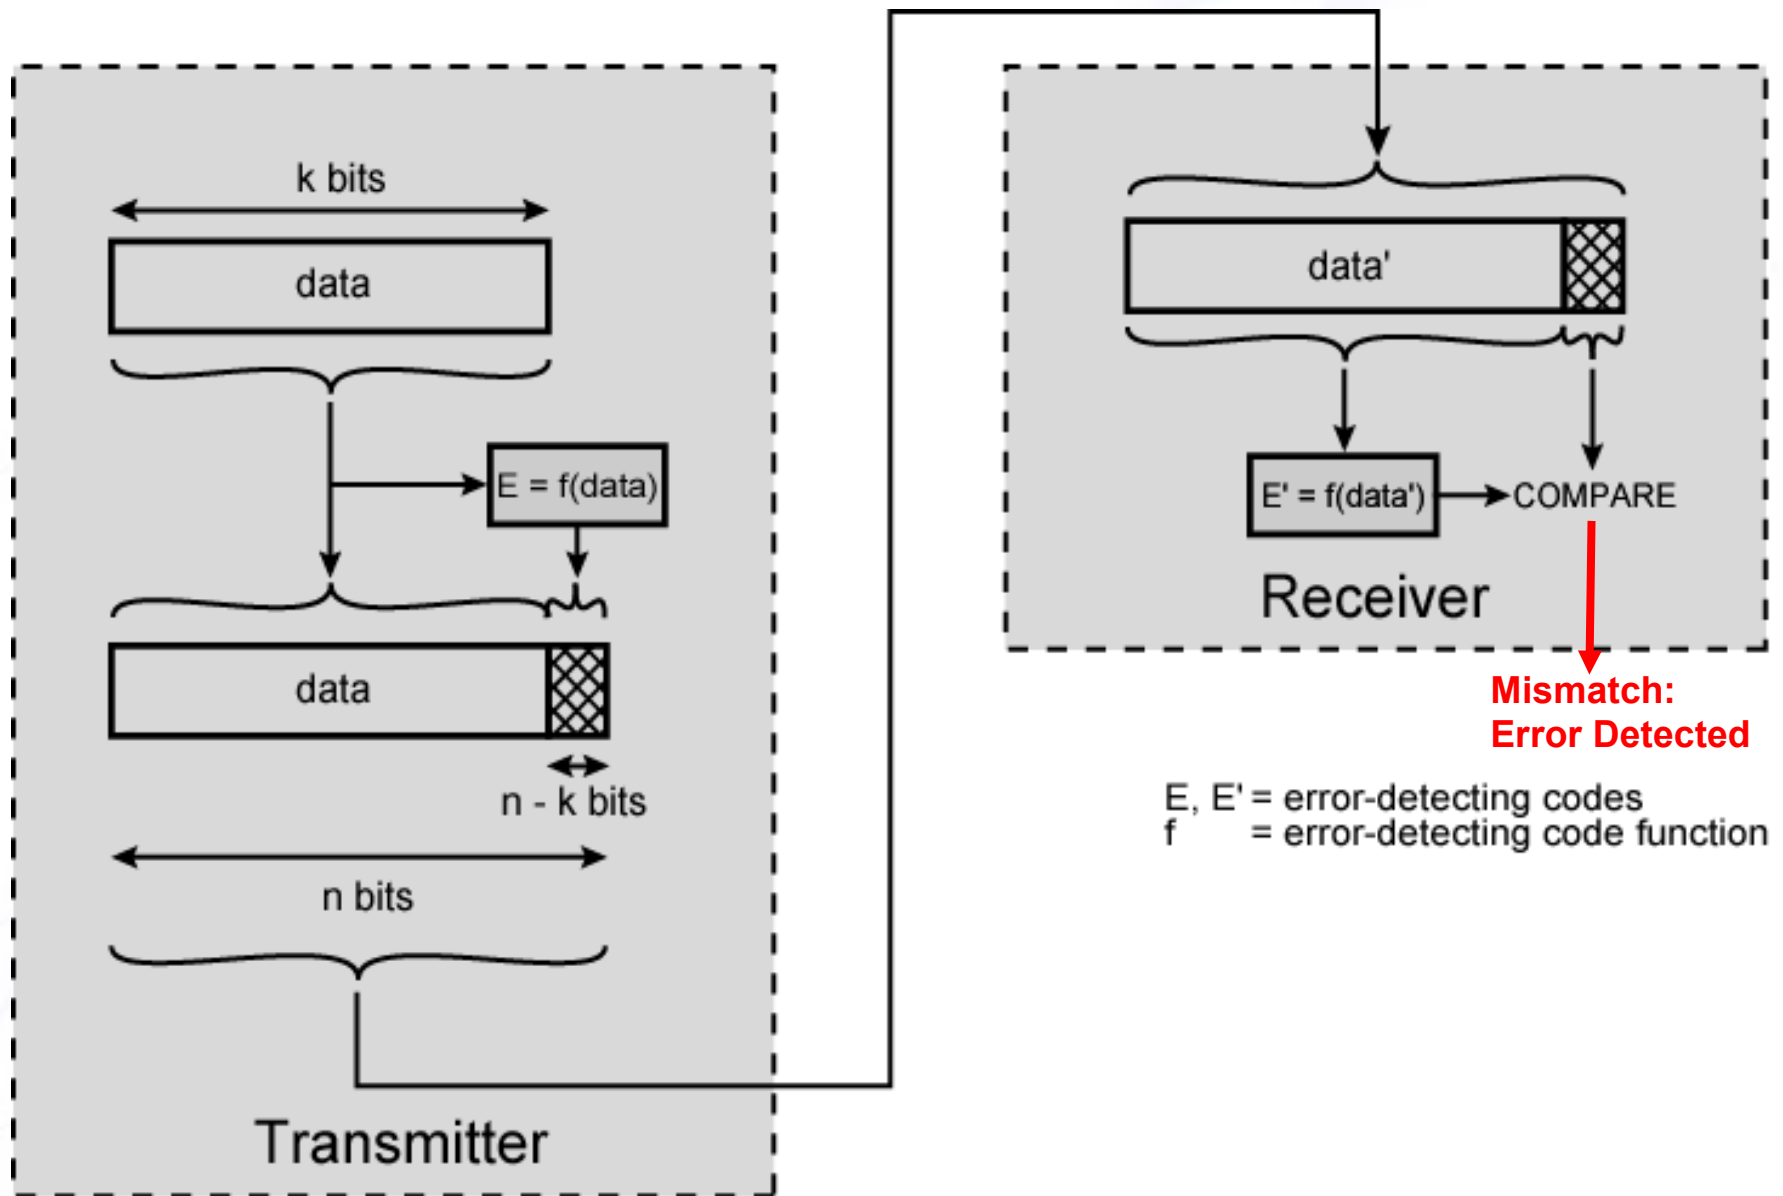 k bits
data
E = f(data)
data
n - k bits
n bits
Transmitter
data'
E' = f(data')
COMPARE
Receiver
Mismatch:
Error Detected
E, E' = error-detecting codes
f = error-detecting code function